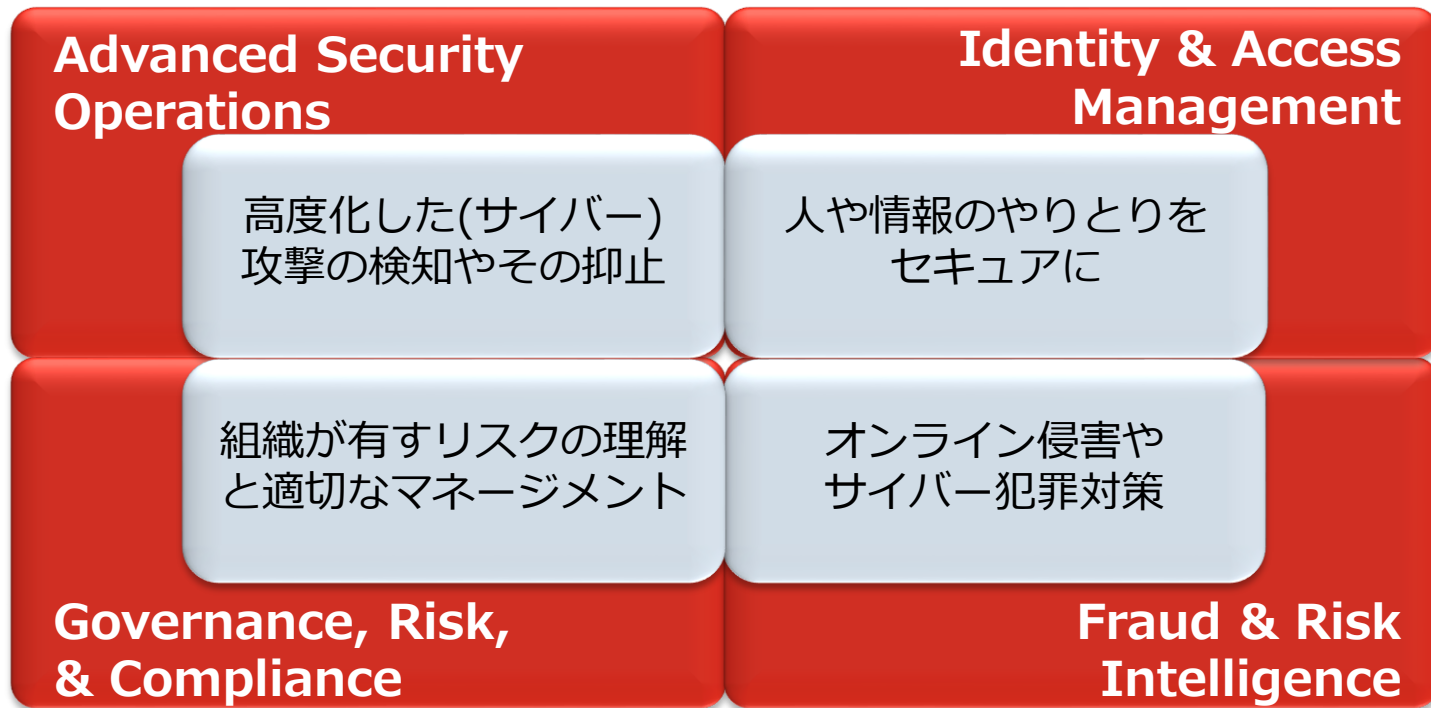 Advanced Security
Operations
高度化した(サイバー)
攻撃の検知やその抑止
Identity & Access
Management
人や情報のやりとりを
セキュアに
組織が有すリスクの理解
と適切なマネージメント
Governance, Risk,
& Compliance
オンライン侵害や
サイバー犯罪対策
Fraud & Risk
Intelligence